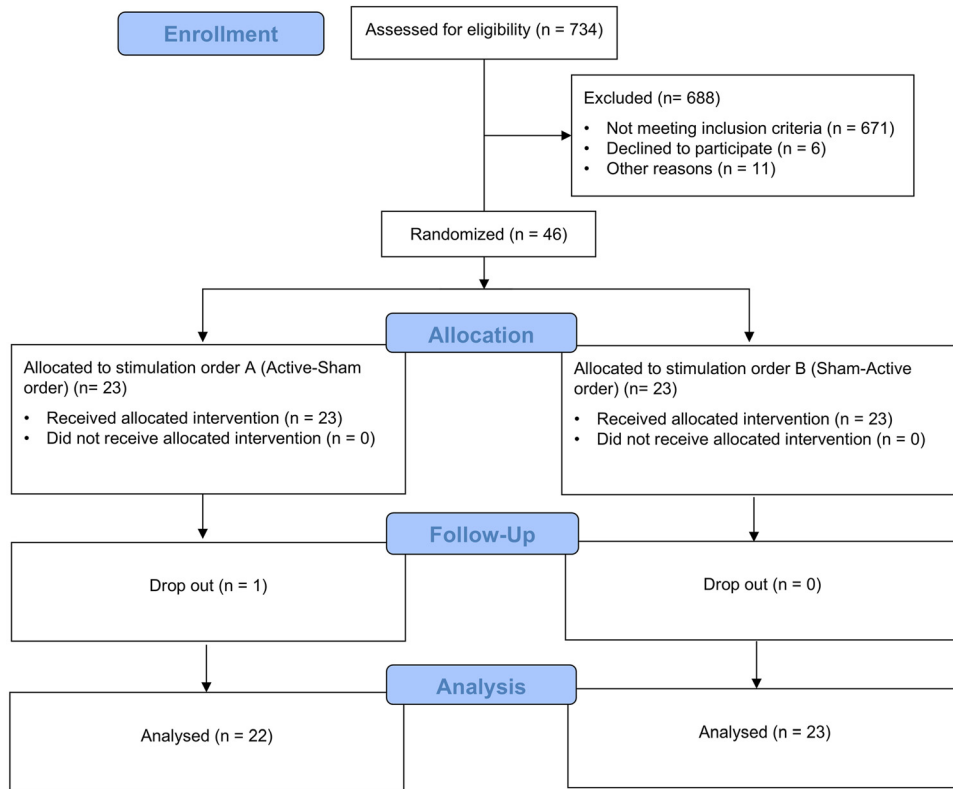 Enrollment
Assessed for eligibility (n = 734)
Excluded (n= 688)
• Not meeting inclusion criteria (n = 671)
• Declined to participate (n = 6)
• Other reasons (n = 11)
Randomized (n = 46)
Allocation
Allocated to stimulation order A (Active-Sham
order) (n= 23)
• Received allocated intervention (n = 23)
• Did not receive allocated intervention (n = 0)
Allocated to stimulation order B (Sham-Active
order) (n= 23)
• Received allocated intervention (n = 23)
• Did not receive allocated intervention (n = 0)
Follow-Up
Drop out (n = 1)
Drop out (n = 0)
Analysis
Analysed (n = 22)
Analysed (n = 23)